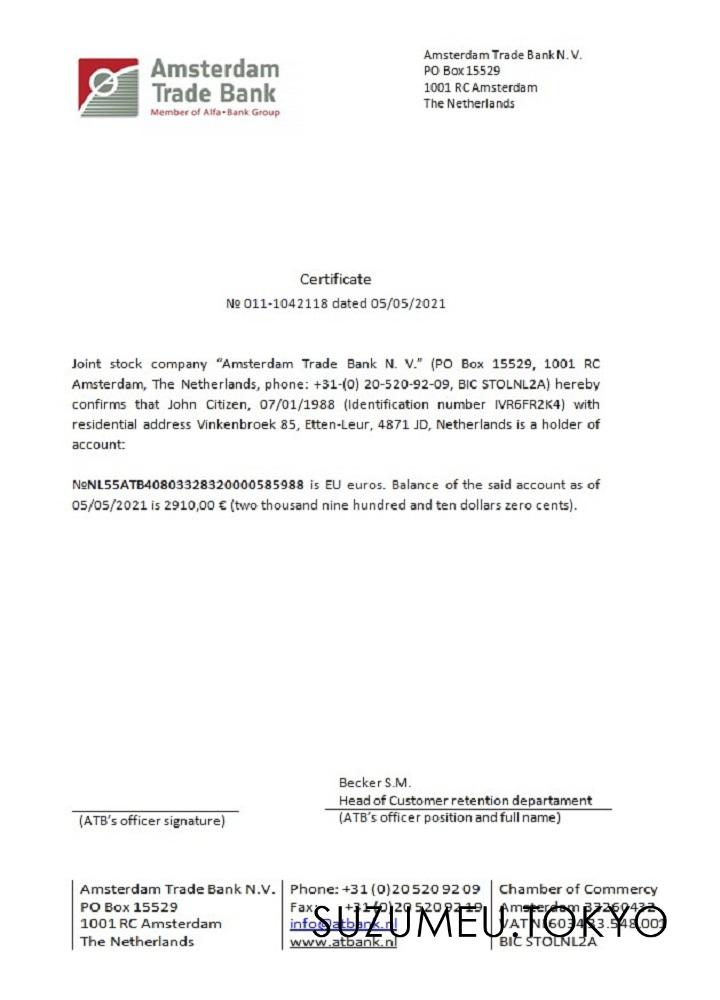 Amsterdam
Trade Bank
Member of Alfa•Bank Group
Amsterdam Trade Bank N. V.
PO Box 15529
1001 RC Amsterdam
The Netherlands
Certificate
№ 011-1042118 dated 05/05/2021
Joint stock company “Amsterdam Trade Bank N. V.” (PO Box 15529, 1001 RC
Amsterdam, The Netherlands, phone: +31-(0) 20-520-92-09, BIC STOLNL2A) hereby
confirms that John Citizen, 07/01/1988 (Identification number IVR6FR2K4) with
residential address Vinkenbroek 85, Etten-Leur, 4871 JD, Netherlands is a holder of
account:
№NL55ATB40803328320000585988 is EU euros. Balance of the said account as of
05/05/2021 is 2910,00 € (two thousand nine hundred and ten dollars zero cents).
(ATB’s officer signature)
Becker S.M.
Head of Customer retention departament
(ATB’s officer position and full name)
Amsterdam Trade Bank N.V.
PO Box 15529
1001 RC Amsterdam
The Netherlands
Phone: +31 (0) 20 520 92 09
Fax: +31 (0) 20 520 92 19
info@atbank.nl
www.atbank.nl
Chamber of Commerce
Amsterdam 33260432
BIC STOLNL2A
SUZUMEU.TOKYO